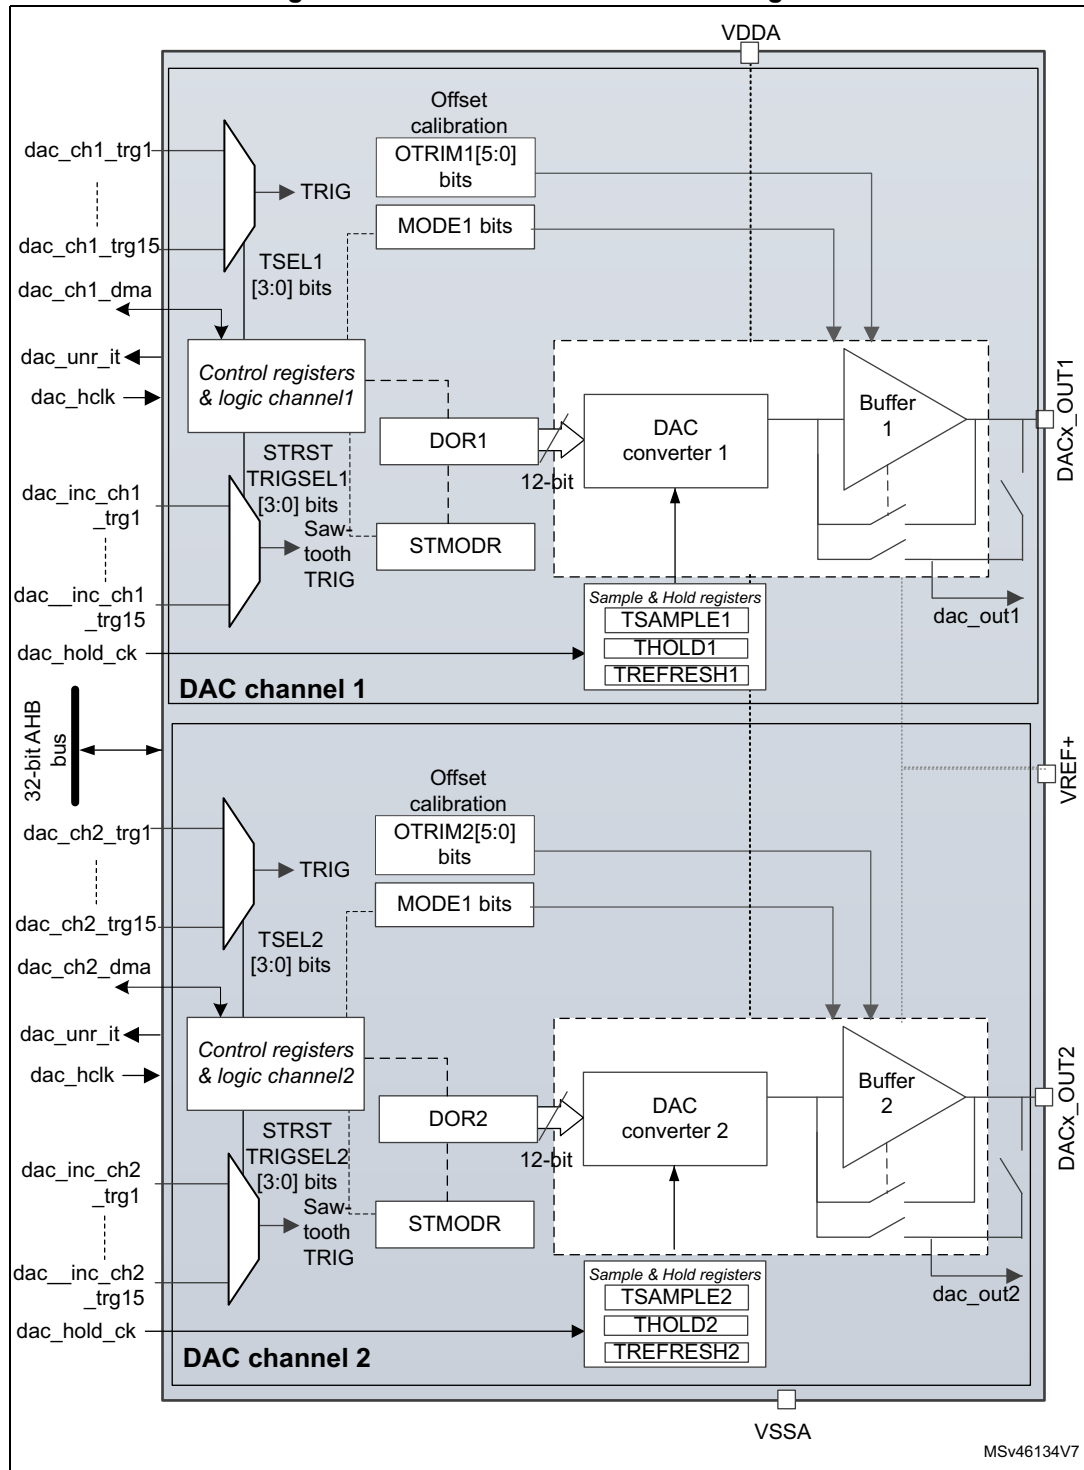 VDDA
Offset
calibration
OTRIM1[5:0]
bits
dac_ch1_trg1
TRIG
MODE1 bits
dac_ch1_trg15
TSEL1
[3:0] bits
dac_ch1_dma
dac_unr_it
dac_hclk
Control registers
& logic channel1
DOR1
12-bit
DAC
converter 1
Buffer
1
DACx_OUT1
STRST
TRIGSEL1
[3:0] bits
dac_inc_ch1
_trg1
Saw-
tooth
TRIG
STMODR
dac__inc_ch1
_trg15
Sample & Hold registers
TSAMPLE1
THOLD1
TREFRESH1
dac_out1
dac_hold_ck
DAC channel 1
32-bit AHB
bus
VREF+
Offset
calibration
OTRIM2[5:0]
bits
dac_ch2_trg1
TRIG
MODE1 bits
dac_ch2_trg15
TSEL2
[3:0] bits
dac_ch2_dma
dac_unr_it
dac_hclk
Control registers
& logic channel2
DOR2
12-bit
DAC
converter 2
Buffer
2
DACx_OUT2
STRST
TRIGSEL2
[3:0] bits
dac_inc_ch2
_trg1
Saw-
tooth
TRIG
STMODR
dac__inc_ch2
_trg15
Sample & Hold registers
TSAMPLE2
THOLD2
TREFRESH2
dac_out2
dac_hold_ck
DAC channel 2
VSSA
MSv46134V7